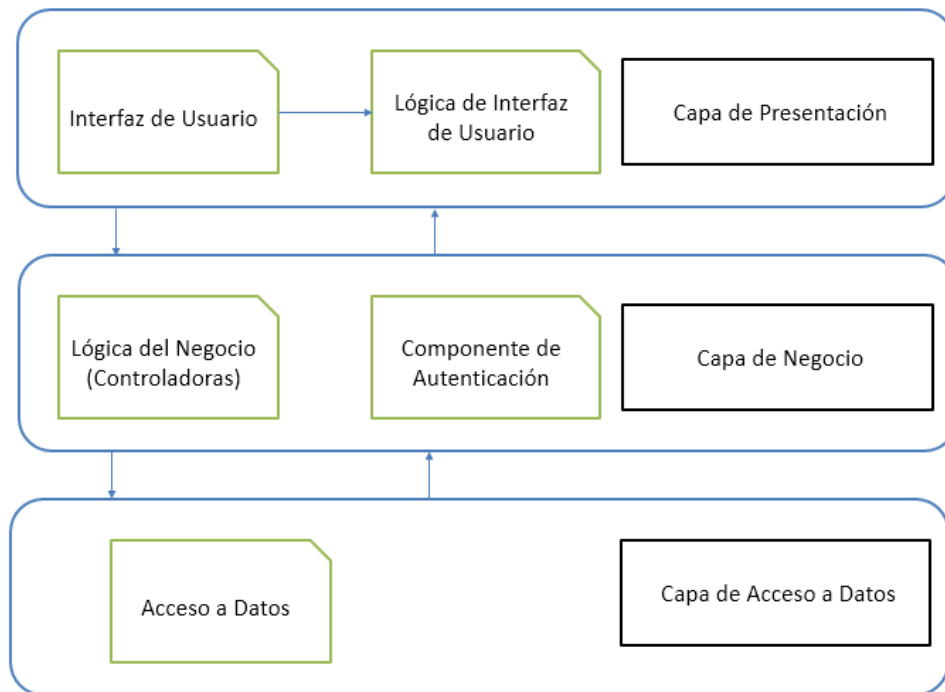 Interfaz de Usuario
Lógica de Interfaz
de Usuario
Capa de Presentación
Lógica del Negocio
(Controladoras)
Componente de
Autenticación
Capa de Negocio
Acceso a Datos
Capa de Acceso a Datos